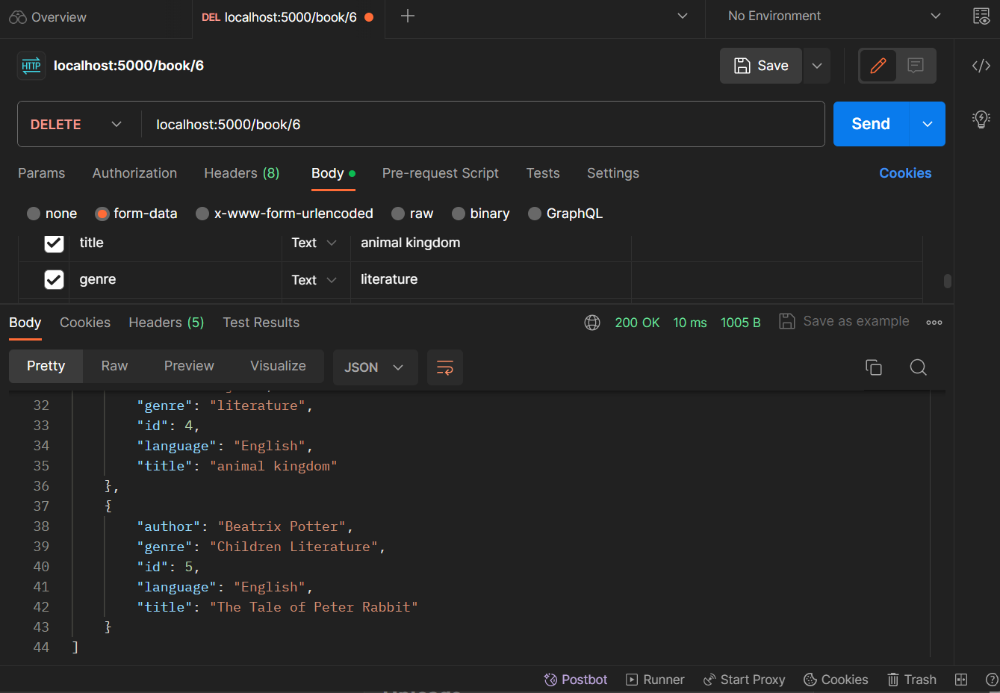 Overview
DEL localhost:5000/book/6
No Environment
HTTP localhost:5000/book/6
Save
DELETE localhost:5000/book/6
Send
Params Authorization Headers (8) Body Pre-request Script Tests Settings Cookies
none form-data x-www-form-urlencoded raw binary GraphQL
title Text animal kingdom
genre Text literature
Body Cookies Headers (5) Test Results 200 OK 10 ms 1005 B Save as example
Pretty Raw Preview Visualize JSON
32 "genre": "literature",
33 "id": 4,
34 "language": "English",
35 "title": "animal kingdom"
36 },
37 {
38 "author": "Beatrix Potter",
39 "genre": "Children Literature",
40 "id": 5,
41 "language": "English",
42 "title": "The Tale of Peter Rabbit"
43 }
44 ]
Postbot Runner Start Proxy Cookies Trash